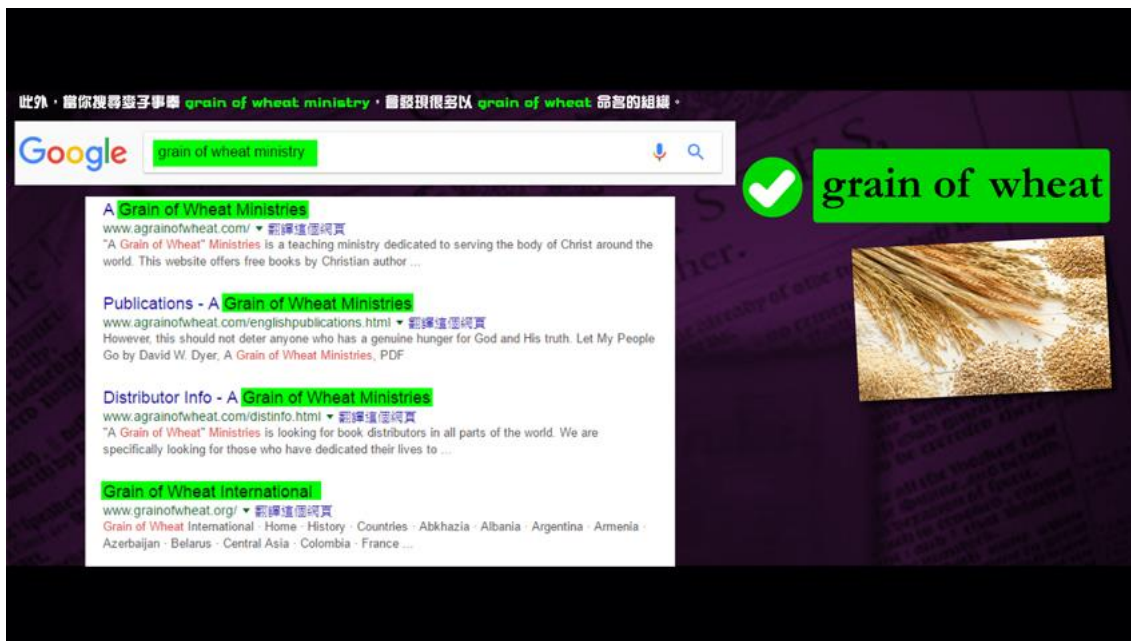 此外，當你搜尋麥子事奉 grain of wheat ministry，會發現很多以 grain of wheat 命名的組織。
Google
grain of wheat ministry
A Grain of Wheat Ministries
www.agrainofwheat.com/ ▼ 翻譯這個網頁
"A Grain of Wheat" Ministries is a teaching ministry dedicated to serving the body of Christ around the
world. This website offers free books by Christian author ...
Publications - A Grain of Wheat Ministries
www.agrainofwheat.com/englishpublications.html ▼ 翻譯這個網頁
However, this should not deter anyone who has a genuine hunger for God and His truth. Let My People
Go by David W. Dyer, A Grain of Wheat Ministries, PDF
Distributor Info - A Grain of Wheat Ministries
www.agrainofwheat.com/distinfo.html ▼ 翻譯這個網頁
"A Grain of Wheat" Ministries is looking for book distributors in all parts of the world. We are
specifically looking for those who have dedicated their lives to ...
Grain of Wheat International
www.grainofwheat.org/ ▼ 翻譯這個網頁
Grain of Wheat International · Home · History · Countries · Abkhazia · Albania · Argentina · Armenia ·
Azerbaijan · Belarus · Central Asia · Colombia · France ...
grain of wheat